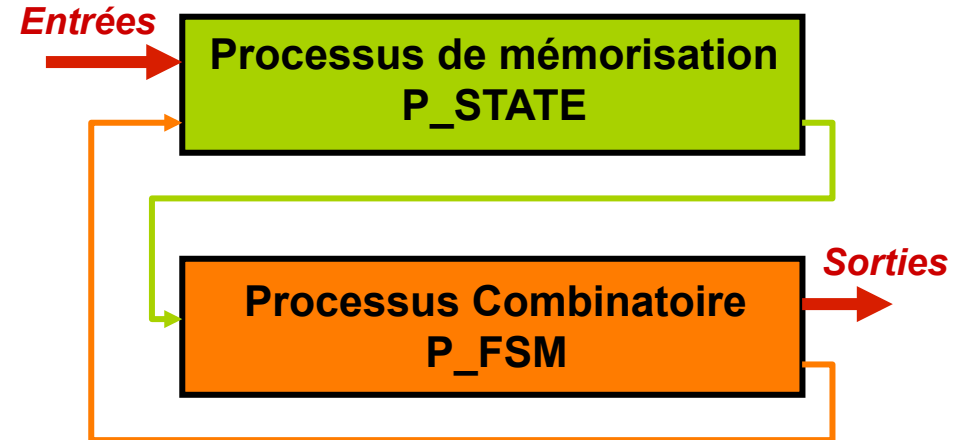 Entrées
Processus de mémorisation
P_STATE
Sorties
Processus Combinatoire
P_FSM